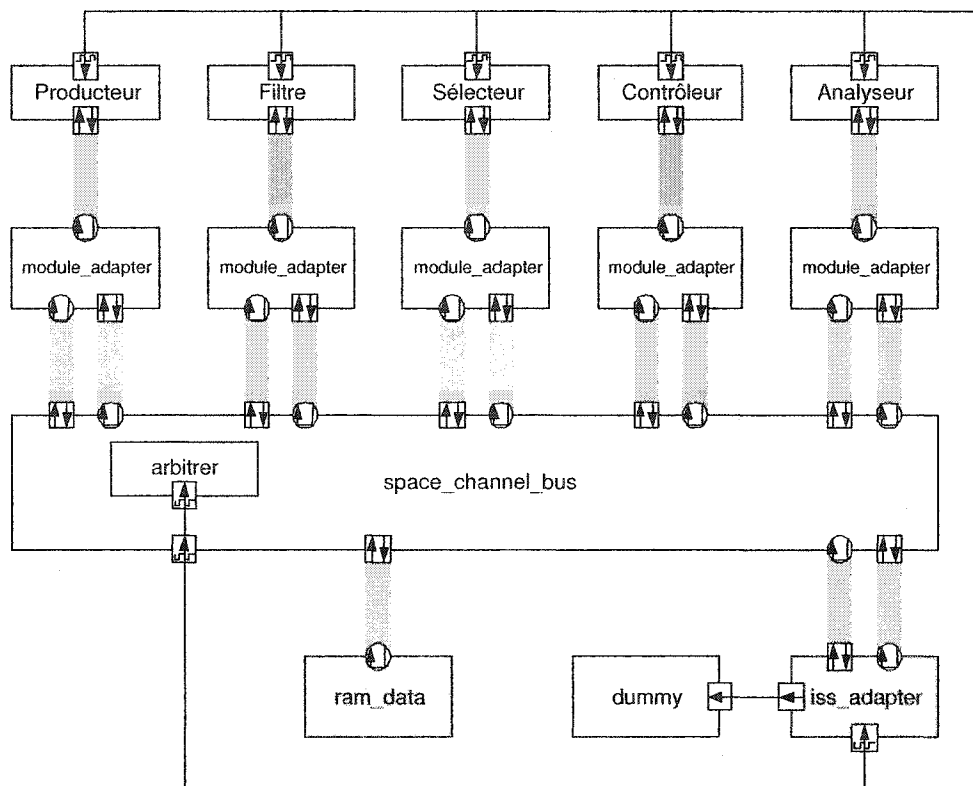 Producteur
Filtre
Sélecteur
Contrôleur
Analyseur
module_adapter
module_adapter
module_adapter
module_adapter
module_adapter
arbitrer
space_channel_bus
ram_data
dummy
iss_adapter